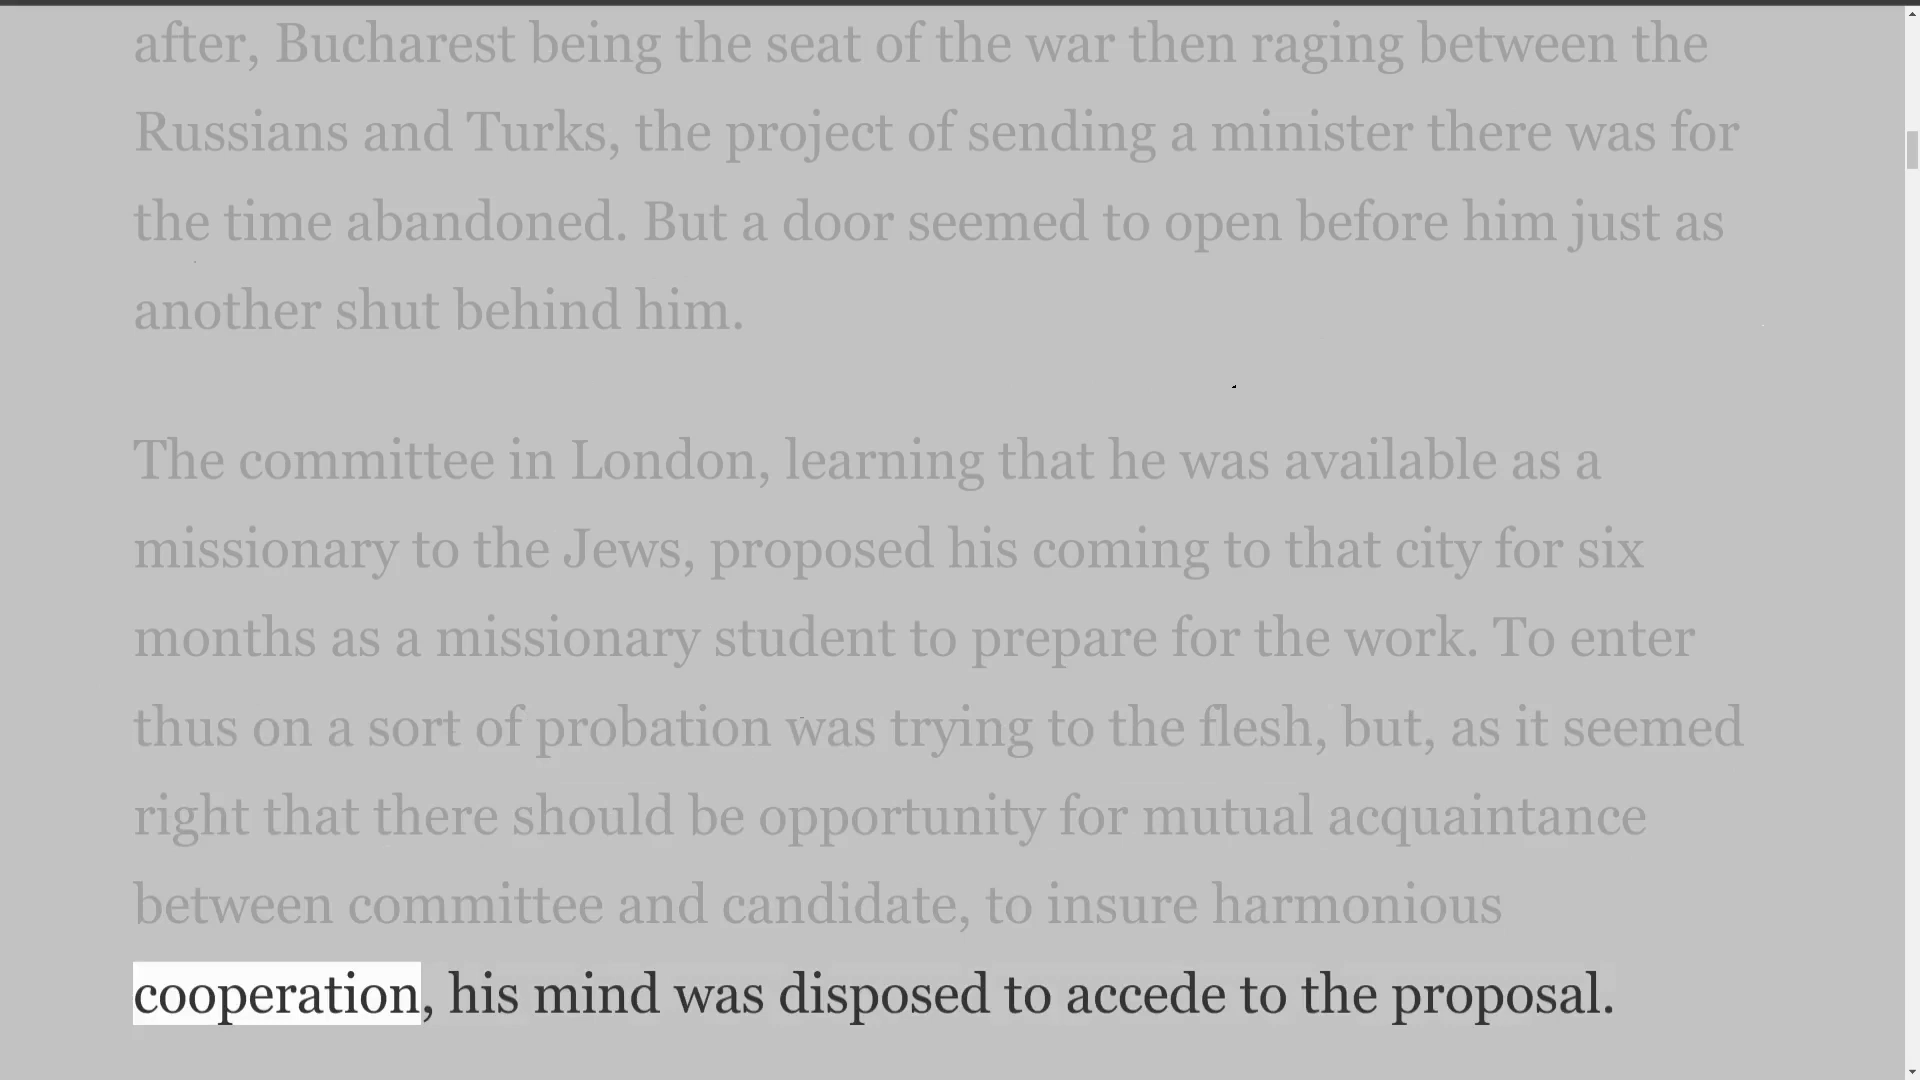 after, Bucharest being the seat of the war then raging between the
Russians and Turks, the project of sending a minister there was for
the time abandoned. But a door seemed to open before him just as
another shut behind him.
The committee in London, learning that he was available as a
missionary to the Jews, proposed his coming to that city for six
months as a missionary student to prepare for the work. To enter
thus on a sort of probation was trying to the flesh, but, as it seemed
right that there should be opportunity for mutual acquaintance
between committee and candidate, to insure harmonious
cooperation, his mind was disposed to accede to the proposal.